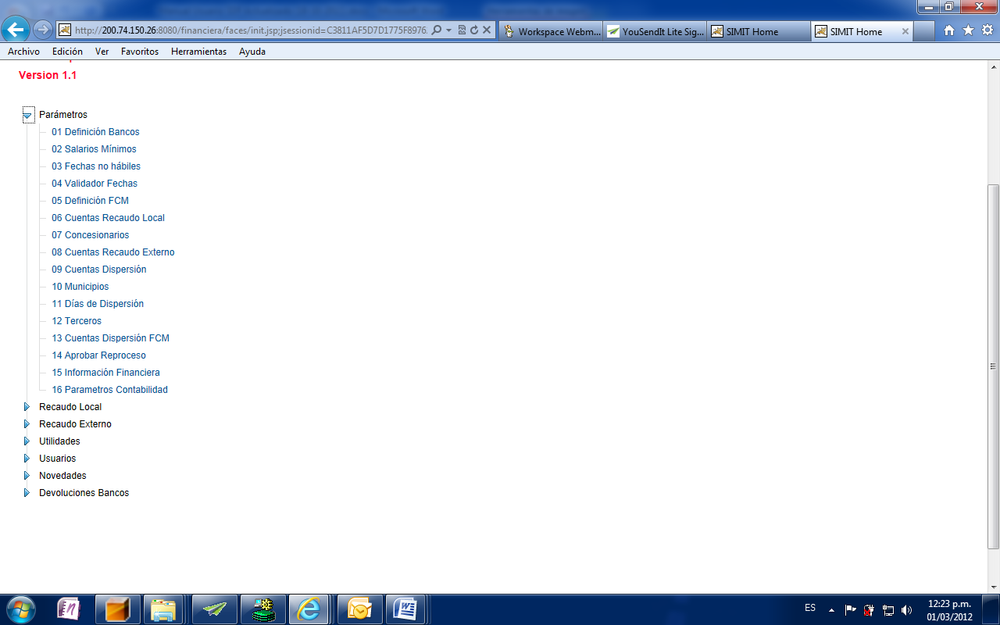 http://200.74.150.26:8080/financiera/faces/init.jsp;jsessionid=C3811AF5D7D1775F8976.
Workspace Webm...
YouSendIt Lite Sig...
SIMIT Home
SIMIT Home
Archivo Edición Ver Favoritos Herramientas Ayuda
Version 1.1
Parámetros
01 Definición Bancos
02 Salarios Mínimos
03 Fechas no hábiles
04 Validador Fechas
05 Definición FCM
06 Cuentas Recaudo Local
07 Concesionarios
08 Cuentas Recaudo Externo
09 Cuentas Dispersión
10 Municipios
11 Días de Dispersión
12 Terceros
13 Cuentas Dispersión FCM
14 Aprobar Reproceso
15 Información Financiera
16 Parametros Contabilidad
Recaudo Local
Recaudo Externo
Utilidades
Usuarios
Novedades
Devoluciones Bancos
ES
12:23 p.m.
01/03/2012